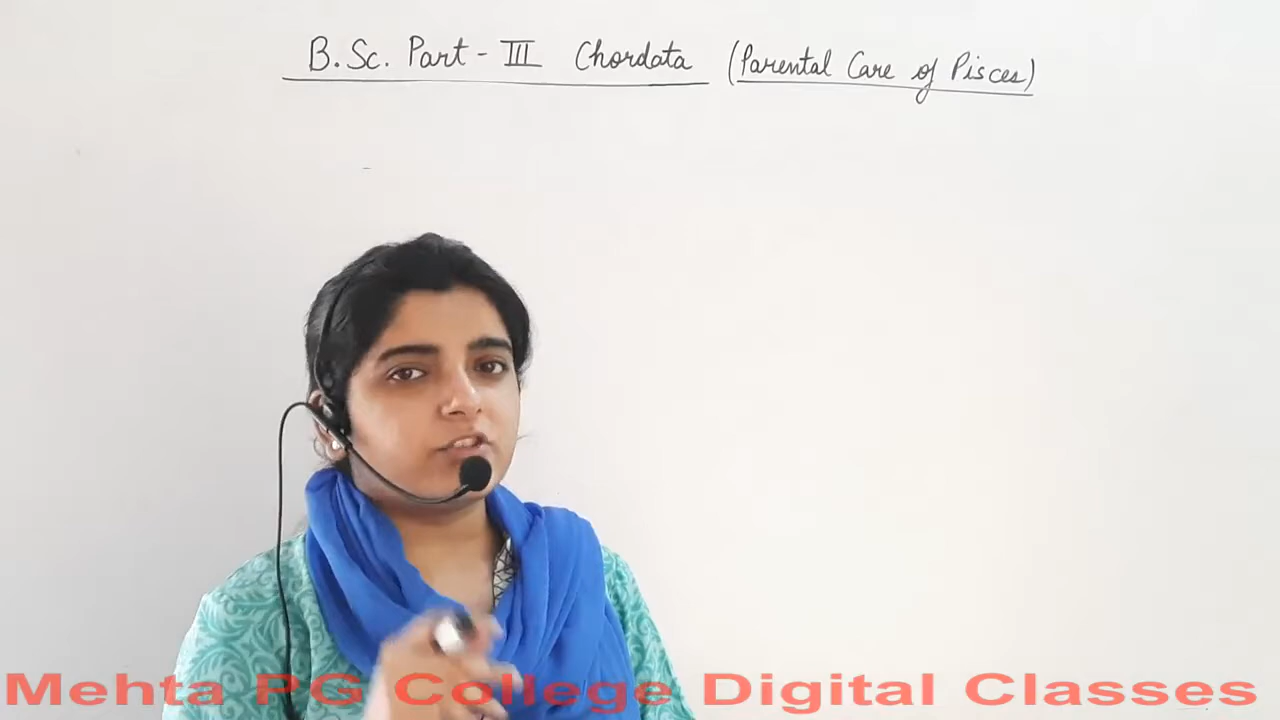 B.Sc. Part - III Chordata (Parental Care of Pisces)
Mehta PG College Digital Classes